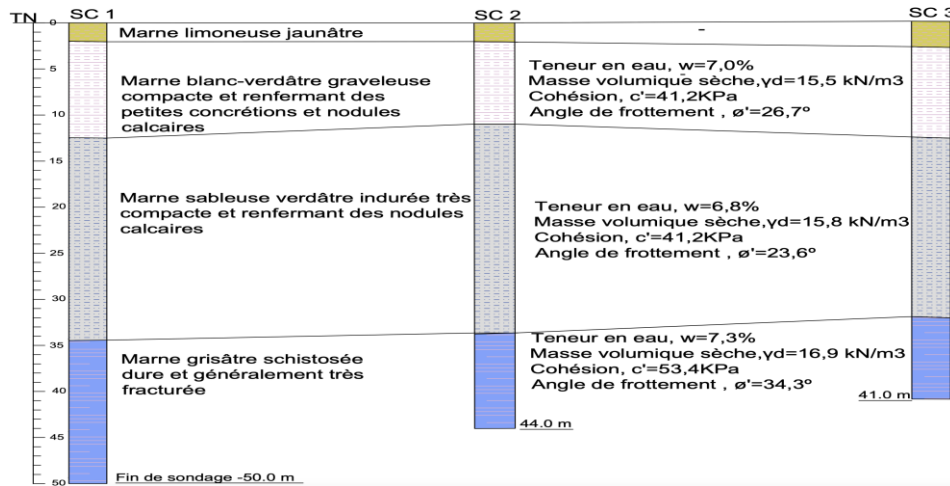 TN
SC 1
SC 2
SC 3
0
5
10
15
20
25
30
35
40
45
50
Marne limoneuse jaunâtre
-
Marne blanc-verdâtre graveleuse
compacte et renfermant des
petites concrétions et nodules
calcaires
Teneur en eau, w=7,0%
Masse volumique sèche,γd=15,5 kN/m3
Cohésion, c'=41,2KPa
Angle de frottement , ø'=26,7º
Marne sableuse verdâtre indurée très
compacte et renfermant des nodules
calcaires
Teneur en eau, w=6,8%
Masse volumique sèche,γd=15,8 kN/m3
Cohésion, c'=41,2KPa
Angle de frottement , ø'=23,6º
Marne grisâtre schistosée
dure et généralement très
fracturée
Teneur en eau, w=7,3%
Masse volumique sèche,γd=16,9 kN/m3
Cohésion, c'=53,4KPa
Angle de frottement , ø'=34,3º
41.0 m
44.0 m
Fin de sondage -50.0 m